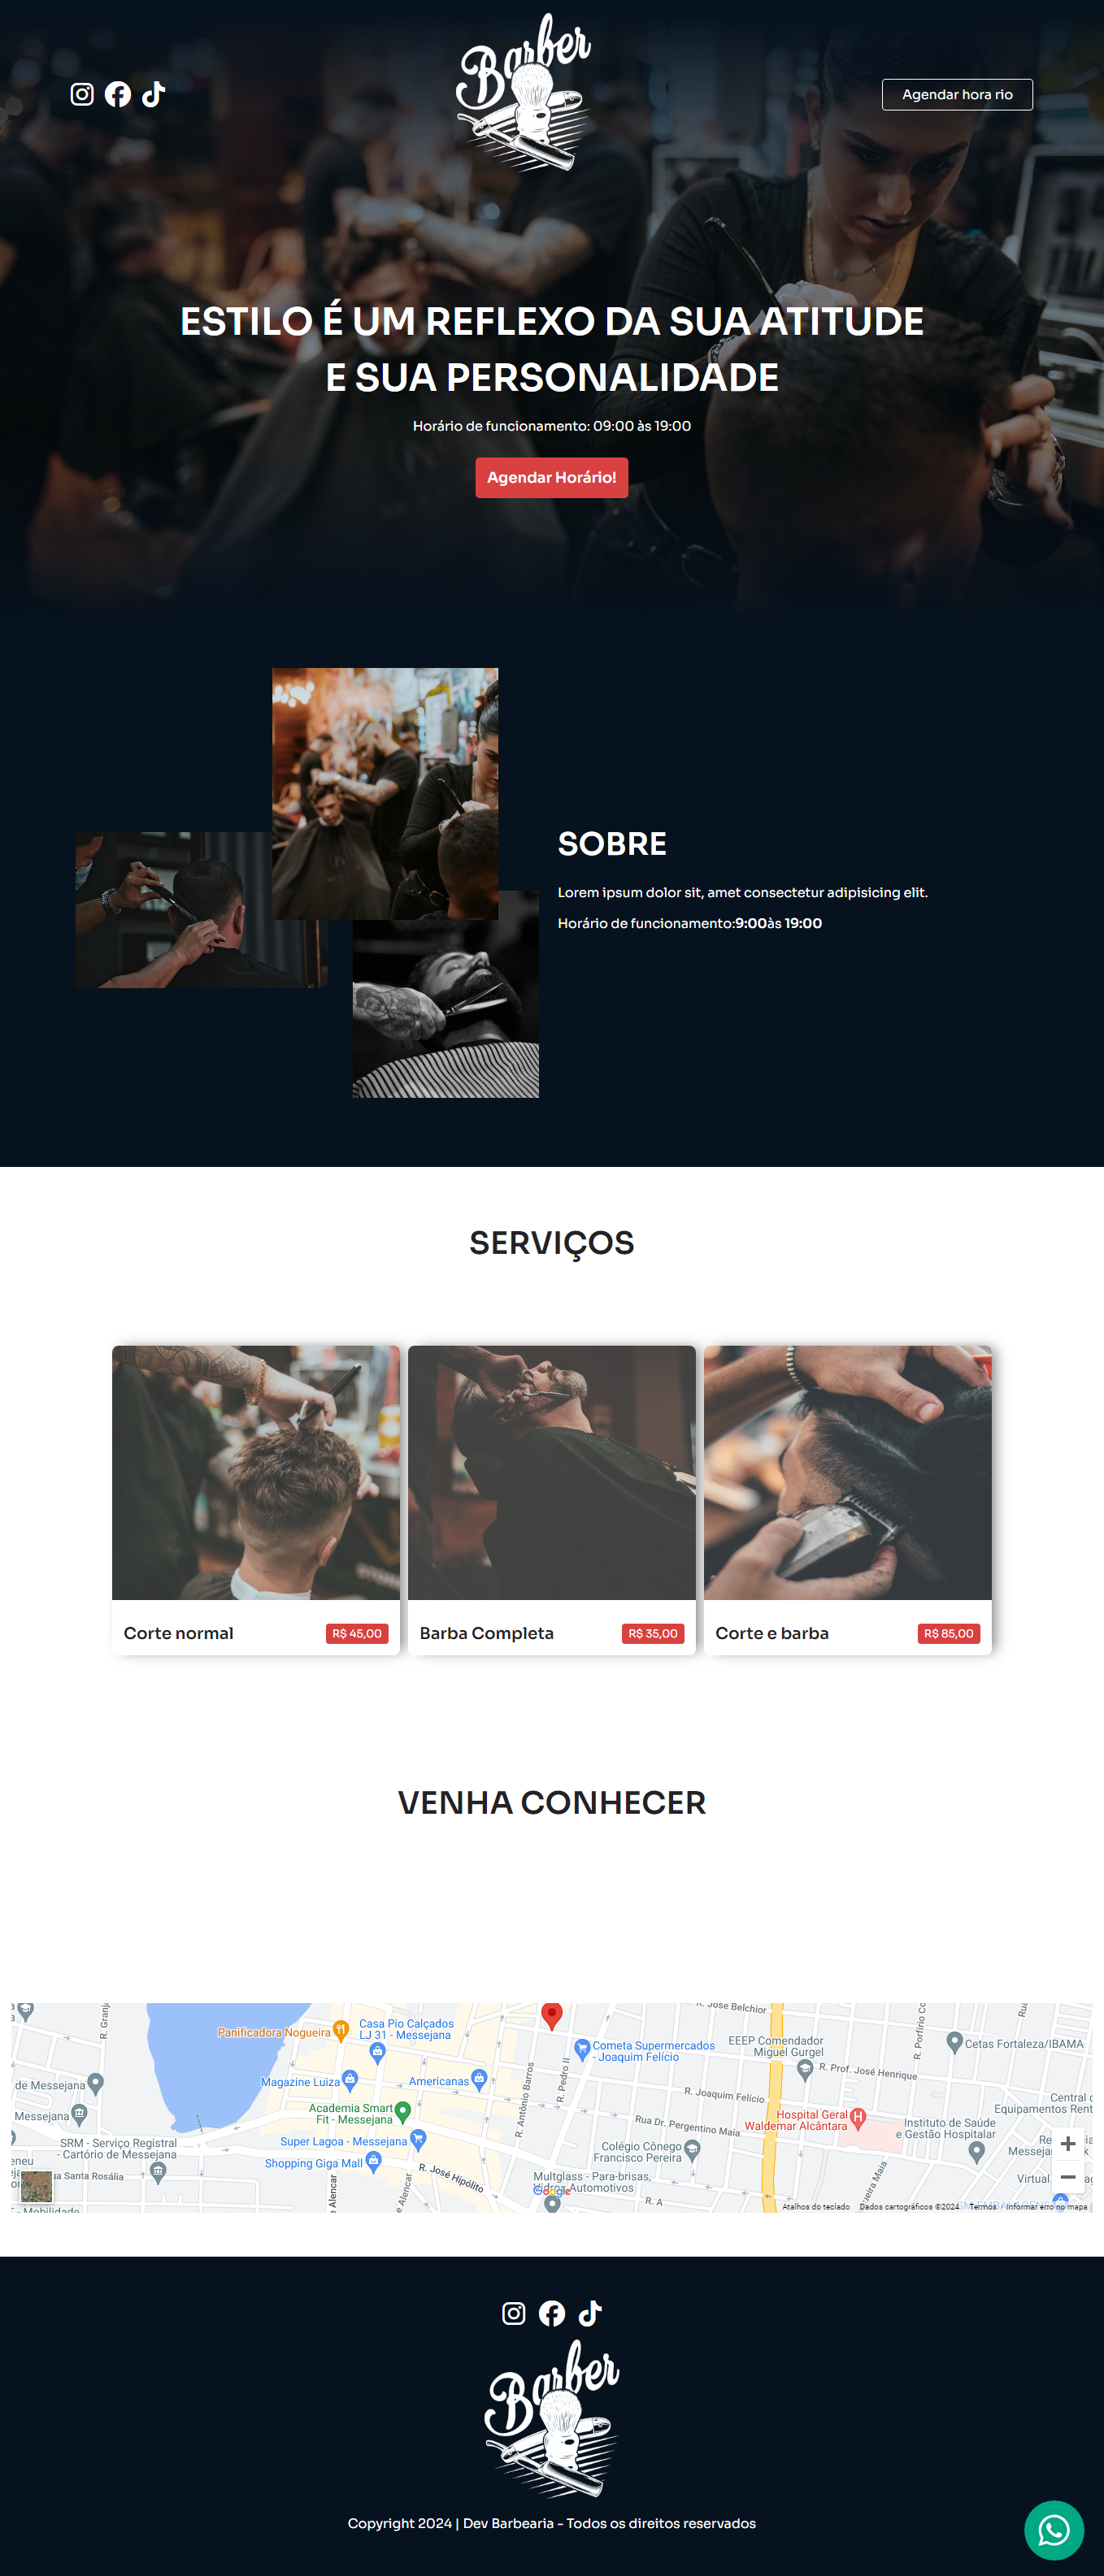 Barber
Agendar hora rio
ESTILO É UM REFLEXO DA SUA ATITUDE
E SUA PERSONALIDADE
Horário de funcionamento: 09:00 às 19:00
Agendar Horário!
SOBRE
Lorem ipsum dolor sit, amet consectetur adipisicing elit.
Horário de funcionamento:9:00às 19:00
SERVIÇOS
Corte normal
R$ 45,00
Barba Completa
R$ 35,00
Corte e barba
R$ 85,00
VENHA CONHECER
R. Granja
Panificadora Nogueira
Casa Pio Calçados
LJ 31 - Messejana
R. José Belchior
Cometa Supermercados
- Joaquim Felício
EEEP Comendador
Miguel Gurgel
R. Porfírio Co
Rua
Cetas Fortaleza/IBAMA
de Messejana
Magazine Luiza
Americanas
R. Antônio Barros
R. Pedro II
R. Prof. José Henrique
R. Joaquim Felício
Messejana
Academia Smart
Fit - Messejana
Rua Dr. Pergentino Maia
Hospital Geral
Waldemar Alcântara
Central d
Equipamentos Rent
Instituto de Saúde
e Gestão Hospitalar
SRM - Serviço Registral
- Cartório de Messejana
Super Lagoa - Messejana
Shopping Giga Mall
Colégio Cônego
Francisco Pereira
Messeja
ua Santa Rosália
R. José Hipólito
Multglass - Para-brisas,
Vidros Automotivos
Google
R. A
e Alencar
e Alencar
ueira Maia
Virtual
- Mobilidade
Atalhos do teclado
Dados cartográficos ©2024
Termos
Informar erro no mapa
Barber
Copyright 2024 | Dev Barbearia - Todos os direitos reservados